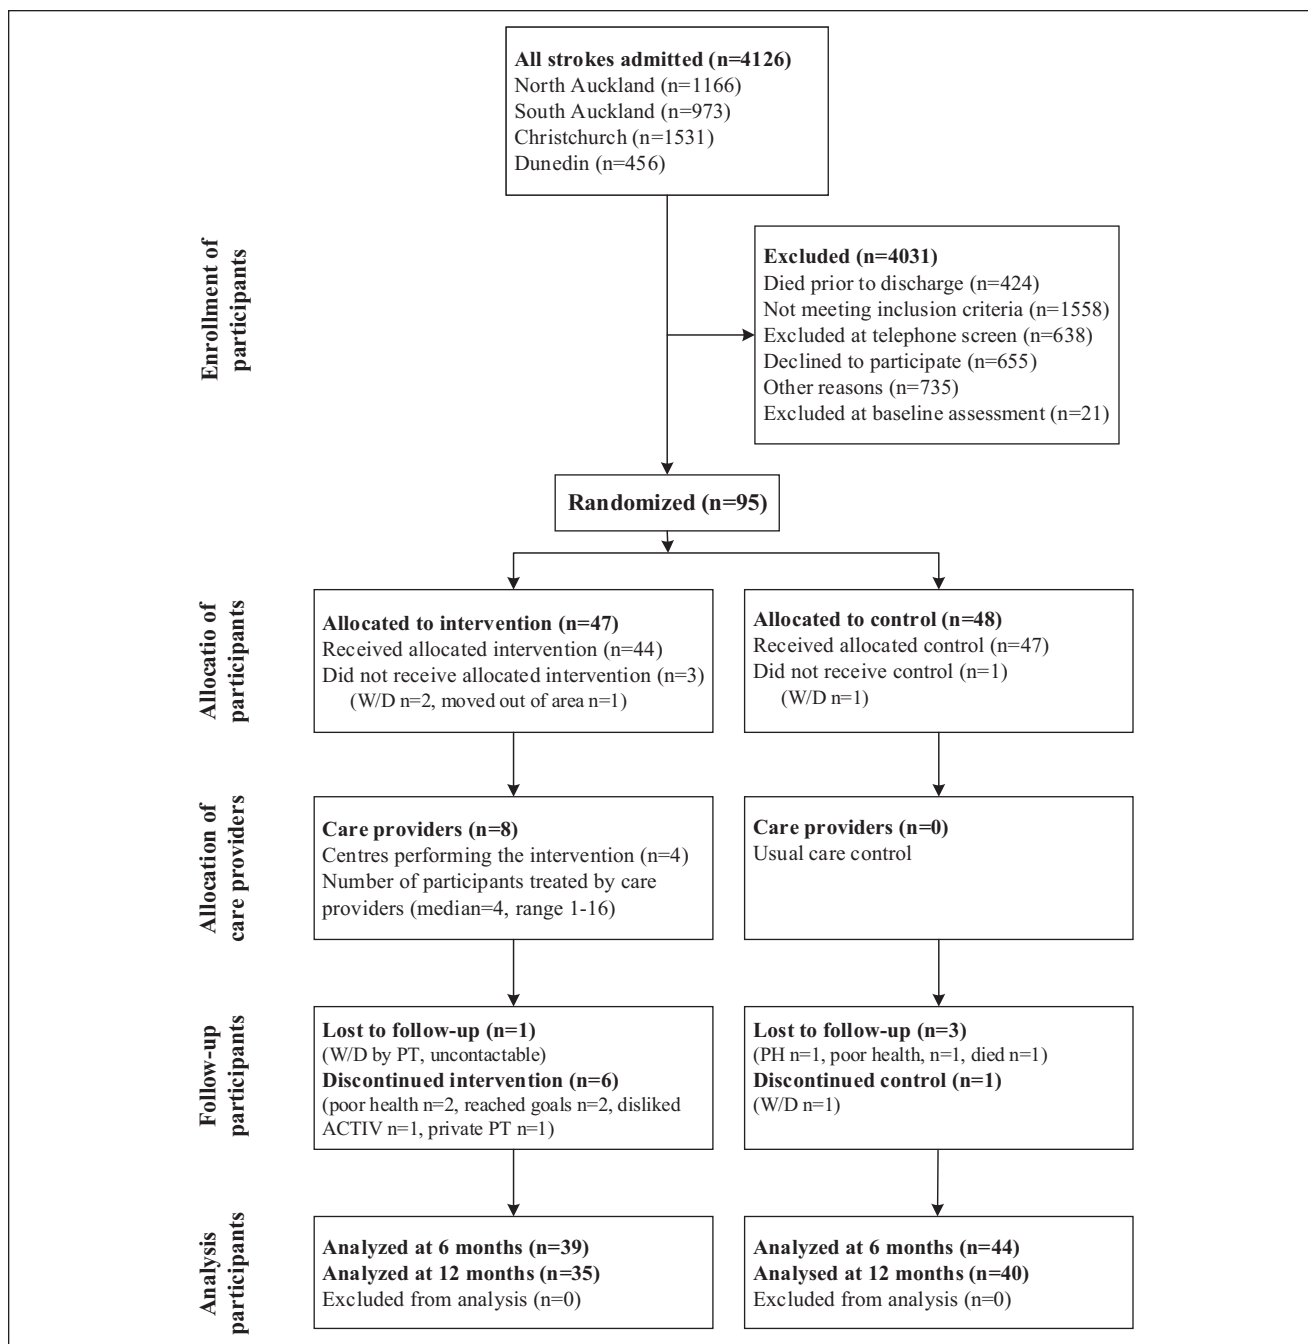 All strokes admitted (n=4126)
North Auckland (n=1166)
South Auckland (n=973)
Christchurch (n=1531)
Dunedin (n=456)
Enrollment of
participants
Excluded (n=4031)
Died prior to discharge (n=424)
Not meeting inclusion criteria (n=1558)
Excluded at telephone screen (n=638)
Declined to participate (n=655)
Other reasons (n=735)
Excluded at baseline assessment (n=21)
Randomized (n=95)
Allocatio of
participants
Allocated to intervention (n=47)
Received allocated intervention (n=44)
Did not receive allocated intervention (n=3)
(W/D n=2, moved out of area n=1)
Allocated to control (n=48)
Received allocated control (n=47)
Did not receive control (n=1)
(W/D n=1)
Allocation of
care providers
Care providers (n=8)
Centres performing the intervention (n=4)
Number of participants treated by care
providers (median=4, range 1-16)
Care providers (n=0)
Usual care control
Follow-up
participants
Lost to follow-up (n=1)
(W/D by PT, uncontactable)
Discontinued intervention (n=6)
(poor health n=2, reached goals n=2, disliked
ACTIV n=1, private PT n=1)
Lost to follow-up (n=3)
(PH n=1, poor health, n=1, died n=1)
Discontinued control (n=1)
(W/D n=1)
Analysis
participants
Analyzed at 6 months (n=39)
Analyzed at 12 months (n=35)
Excluded from analysis (n=0)
Analyzed at 6 months (n=44)
Analysed at 12 months (n=40)
Excluded from analysis (n=0)